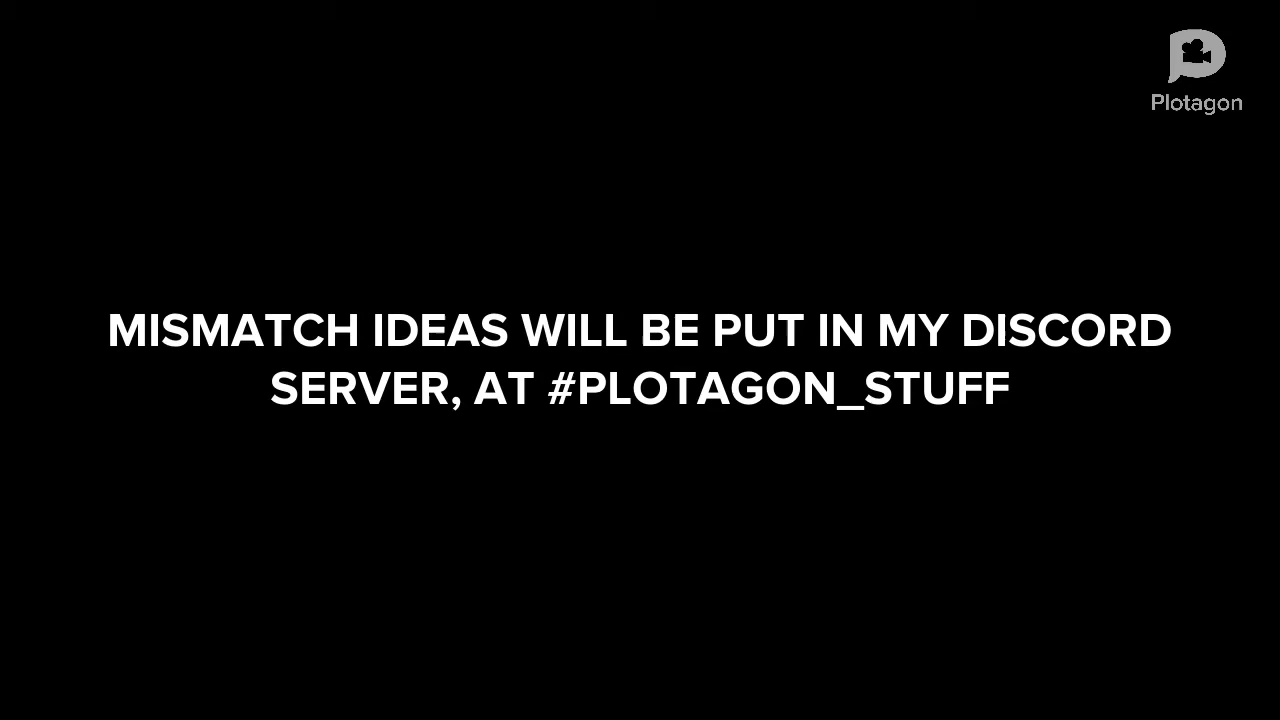 Plotagon
MISMATCH IDEAS WILL BE PUT IN MY DISCORD
SERVER, AT #PLOTAGON_STUFF